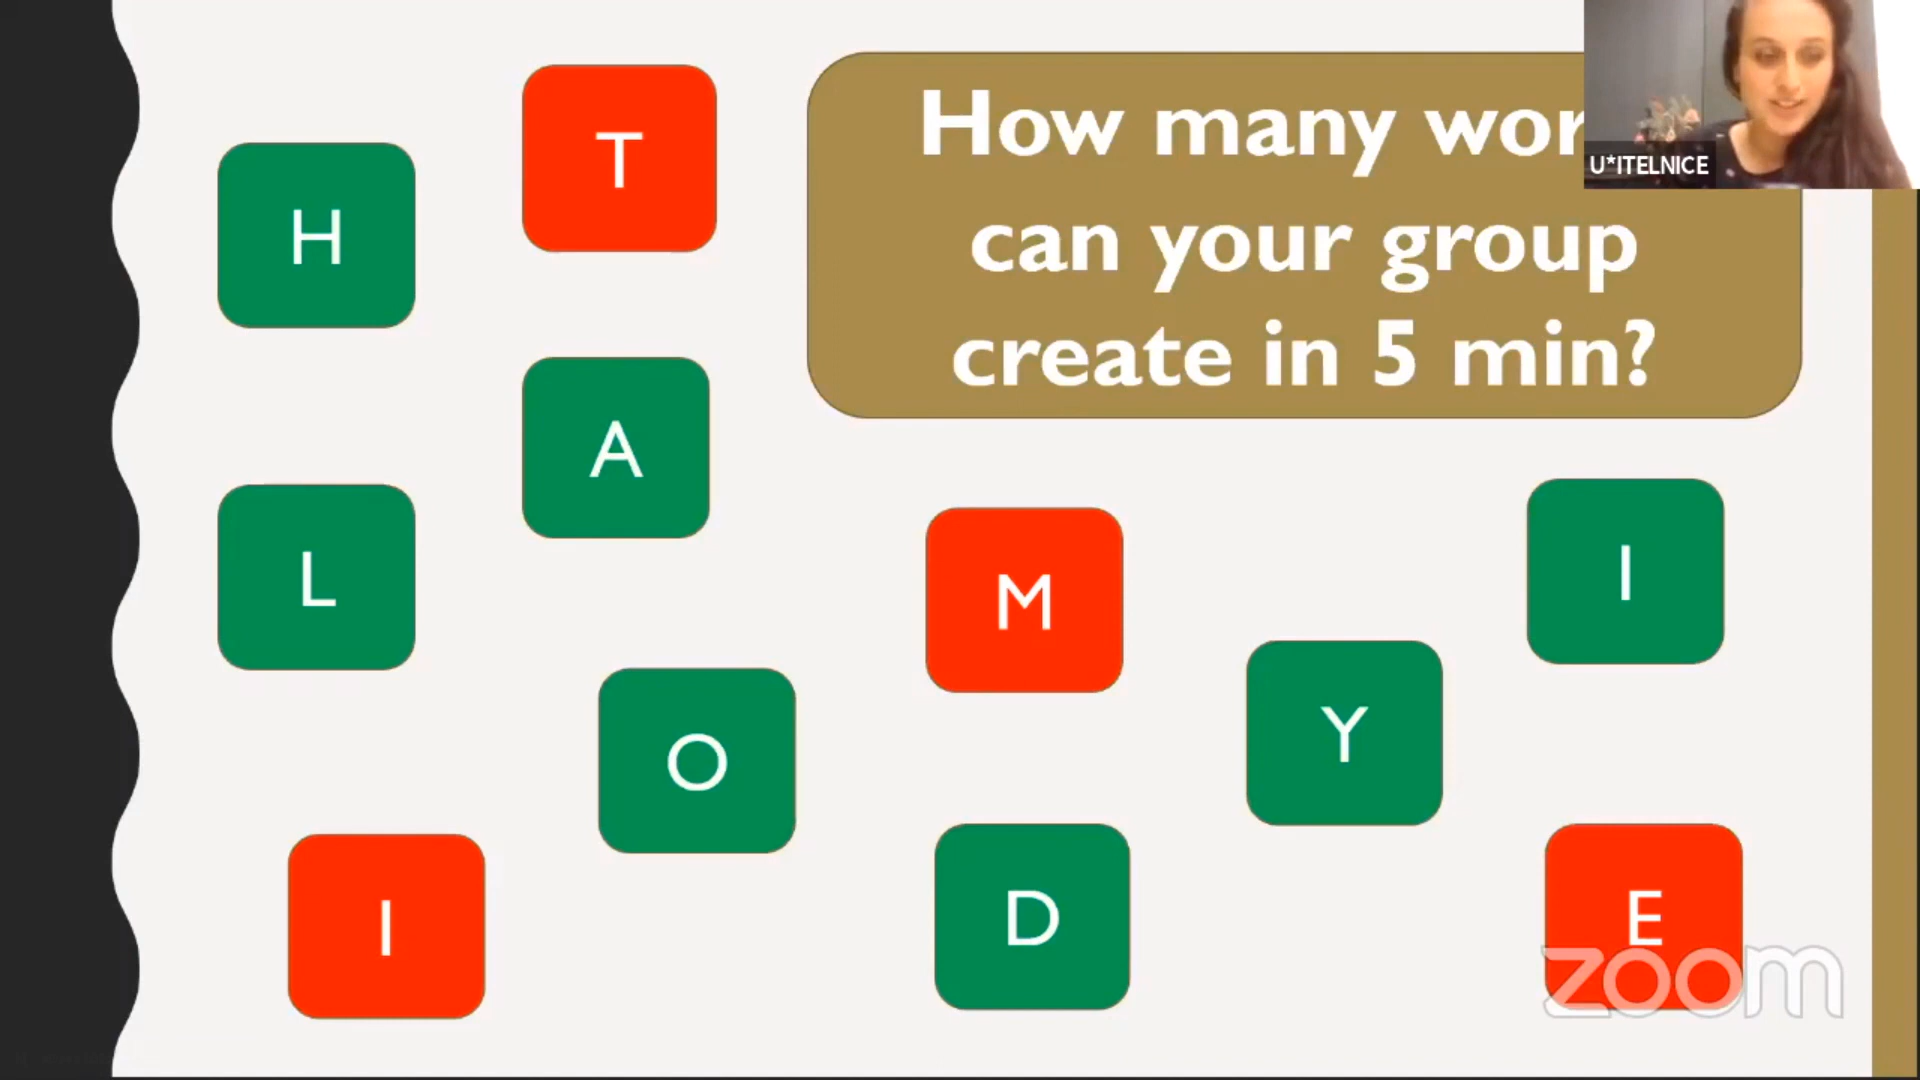 How many wor
can your group
create in 5 min?
U*ITELNICE
T
H
A
L
M
I
O
Y
I
D
E
zoom